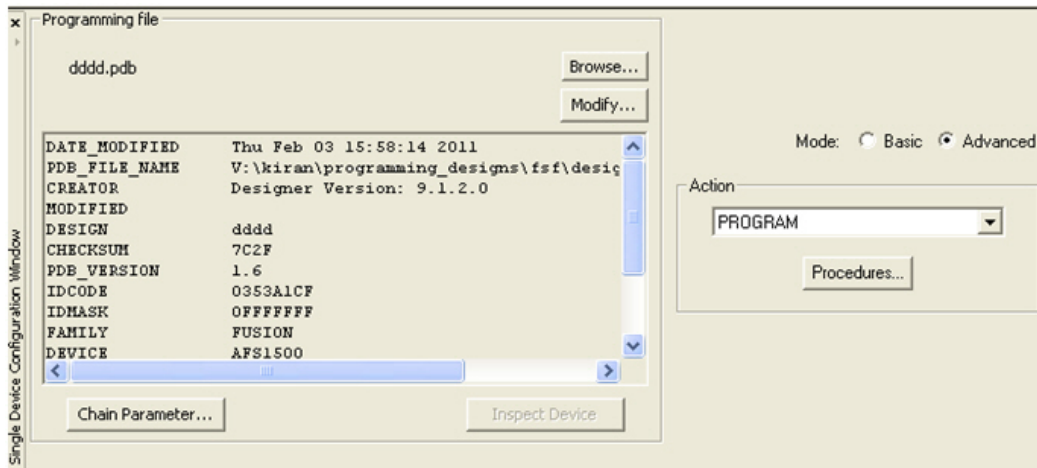 Programming file
dddd.pdb
Browse...
Modify...
DATE_MODIFIED Thu Feb 03 15:58:14 2011
PDB_FILE_NAME V:\kiran\programming_designs\fsf\desig
CREATOR Designer Version: 9.1.2.0
MODIFIED
DESIGN dddd
CHECKSUM 7C2F
PDB_VERSION 1.6
IDCODE 0353A1CF
IDMASK 0FFFFFFF
FAMILY FUSION
DEVICE AFS1500
Chain Parameter...
Inspect Device
Single Device Configuration Window
Mode: Basic Advanced
Action
PROGRAM
Procedures...